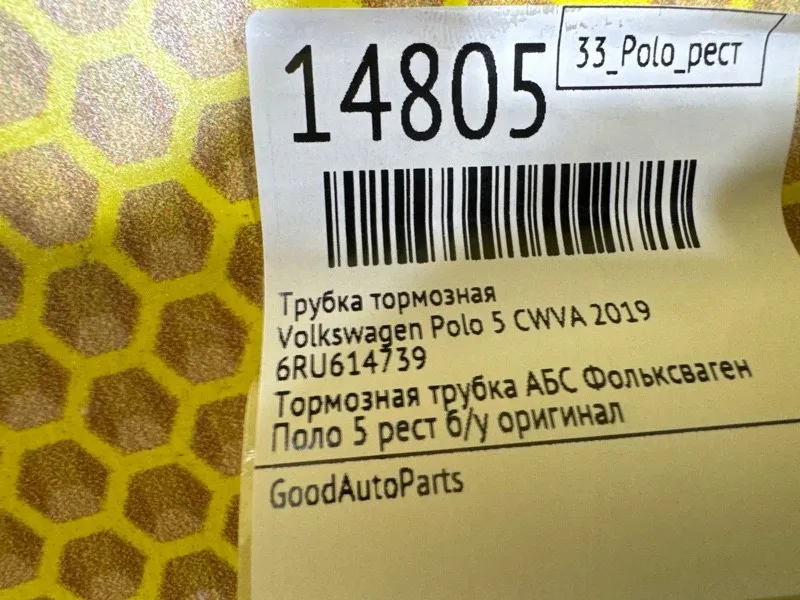 14805
33_Polo_рест
Трубка тормозная
Volkswagen Polo 5 CWVA 2019
6RU614739
Тормозная трубка АБС Фольксваген
Поло 5 рест б/у оригинал
GoodAutoParts